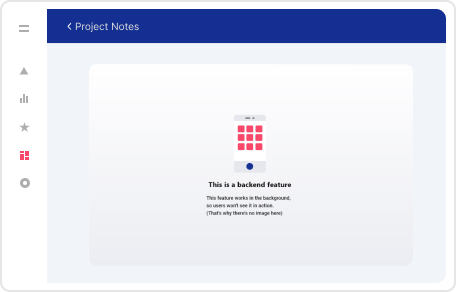 Project Notes
This is a backend feature
This feature works in the background,
so users won't see it in action.
(That's why there's no image here)